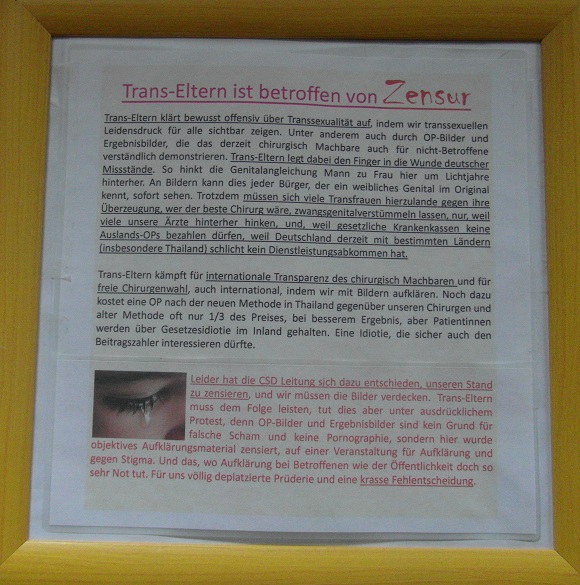 Trans-Eltern ist betroffen von Zensur
Trans-Eltern klärt bewusst offensiv über Transsexualität auf, indem wir transsexuellen
Leidensdruck für alle sichtbar zeigen. Unter anderem auch durch OP-Bilder und
Ergebnisbilder, die das derzeit chirurgisch Machbare auch für nicht-Betroffene
verständlich demonstrieren. Trans-Eltern legt dabei den Finger in die Wunde deutscher
Missstände. So hinkt die Genitalangleichung Mann zu Frau hier um Lichtjahre
hinterher. An Bildern kann dies jeder Bürger, der ein weibliches Genital im Original
kennt, sofort sehen. Trotzdem müssen sich viele Transfrauen hierzulande gegen ihre
Überzeugung, wer der beste Chirurg wäre, zwangsgenitalverstümmeln lassen, nur, weil
viele unsere Ärzte hinterher hinken, und, weil gesetzliche Krankenkassen keine
Auslands-OPs bezahlen dürfen, weil Deutschland derzeit mit bestimmten Ländern
(insbesondere Thailand) schlicht kein Dienstleistungsabkommen hat.
Trans-Eltern kämpft für internationale Transparenz des chirurgisch Machbaren und für
freie Chirurgenwahl, auch international, indem wir mit Bildern aufklären. Noch dazu
kostet eine OP nach der neuen Methode in Thailand gegenüber unseren Chirurgen und
alter Methode oft nur 1/3 des Preises, bei besserem Ergebnis, aber Patientinnen
werden über Gesetzesidiotie im Inland gehalten. Eine Idiotie, die sicher auch den
Beitragszahler interessieren dürfte.
Leider hat die CSD Leitung sich dazu entschieden, unseren Stand
zu zensieren, und wir müssen die Bilder verdecken. Trans-Eltern
muss dem Folge leisten, tut dies aber unter ausdrücklichem
Protest, denn OP-Bilder und Ergebnisbilder sind kein Grund für
falsche Scham und keine Pornographie, sondern hier wurde
objektives Aufklärungsmaterial zensiert, auf einer Veranstaltung für Aufklärung und
gegen Stigma. Und das, wo Aufklärung bei Betroffenen wie der Öffentlichkeit doch so
sehr Not tut. Für uns völlig deplatzierte Prüderie und eine krasse Fehlentscheidung.